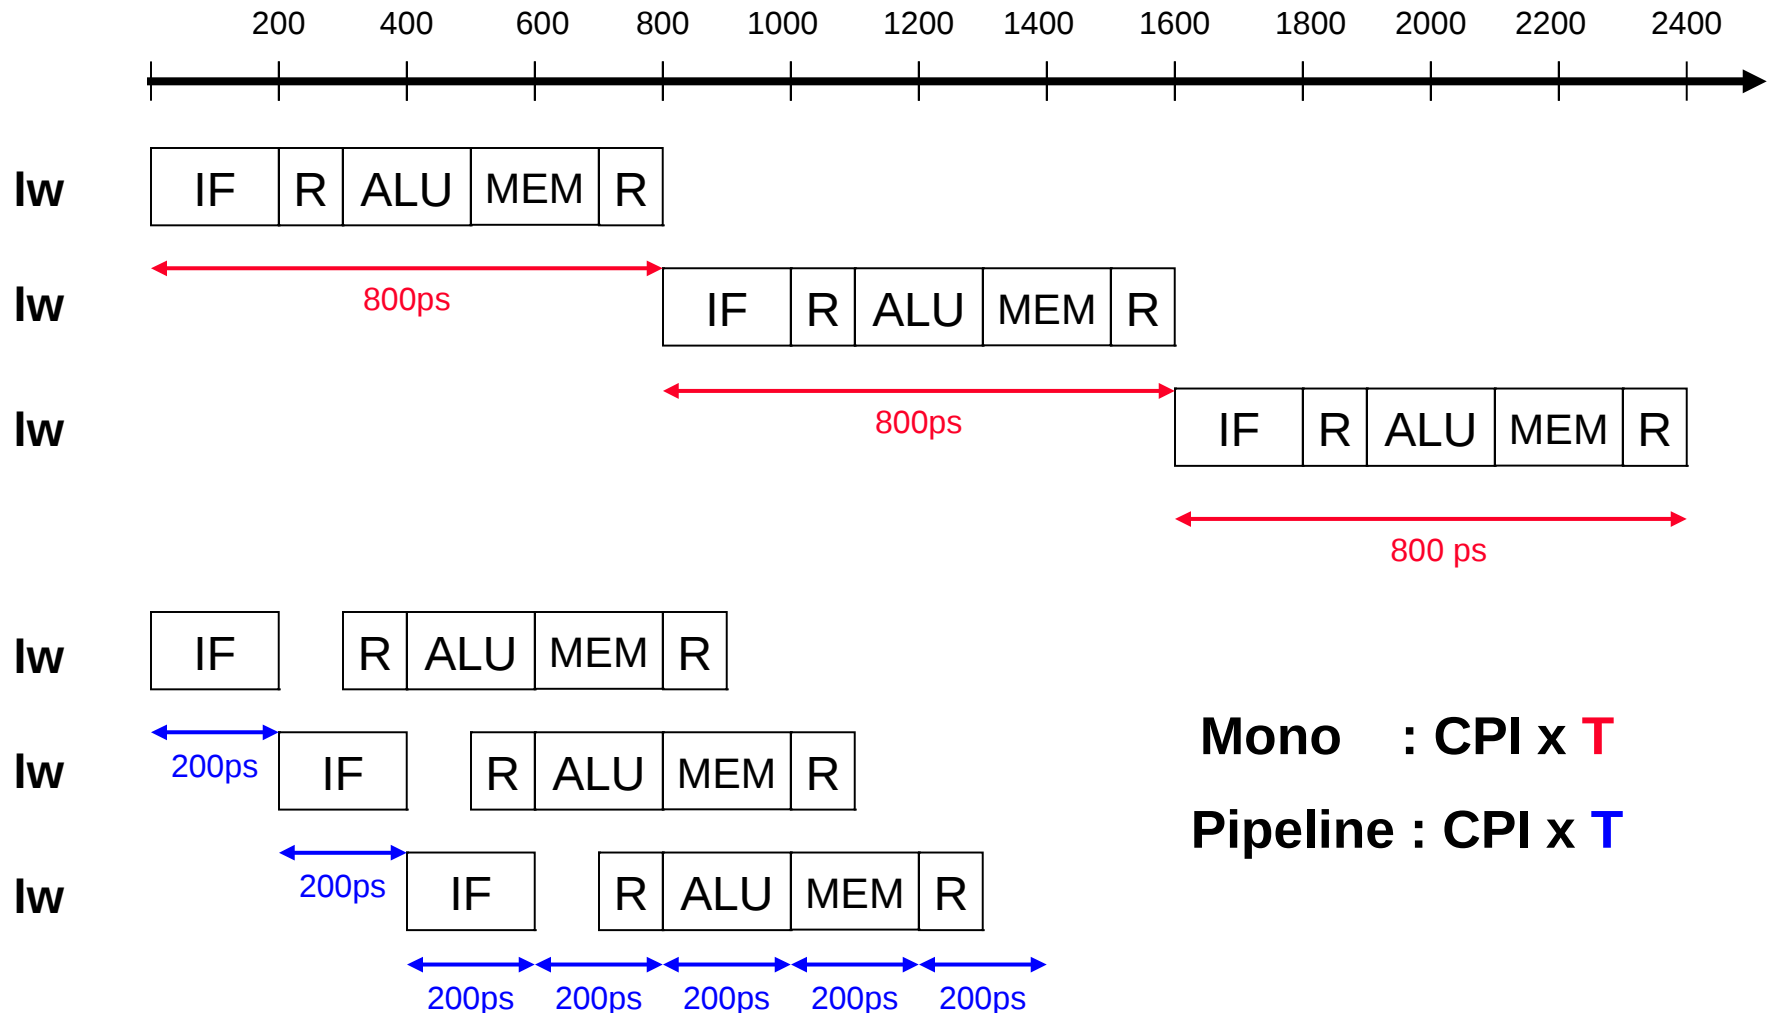 200 400 600 800 1000 1200 1400 1600 1800 2000 2200 2400
lw IF R ALU MEM R
800ps
lw IF R ALU MEM R
800ps
lw IF R ALU MEM R
800 ps
lw IF R ALU MEM R
200ps
lw IF R ALU MEM R
200ps
lw IF R ALU MEM R
200ps 200ps 200ps 200ps 200ps
Mono : CPI x T
Pipeline : CPI x T